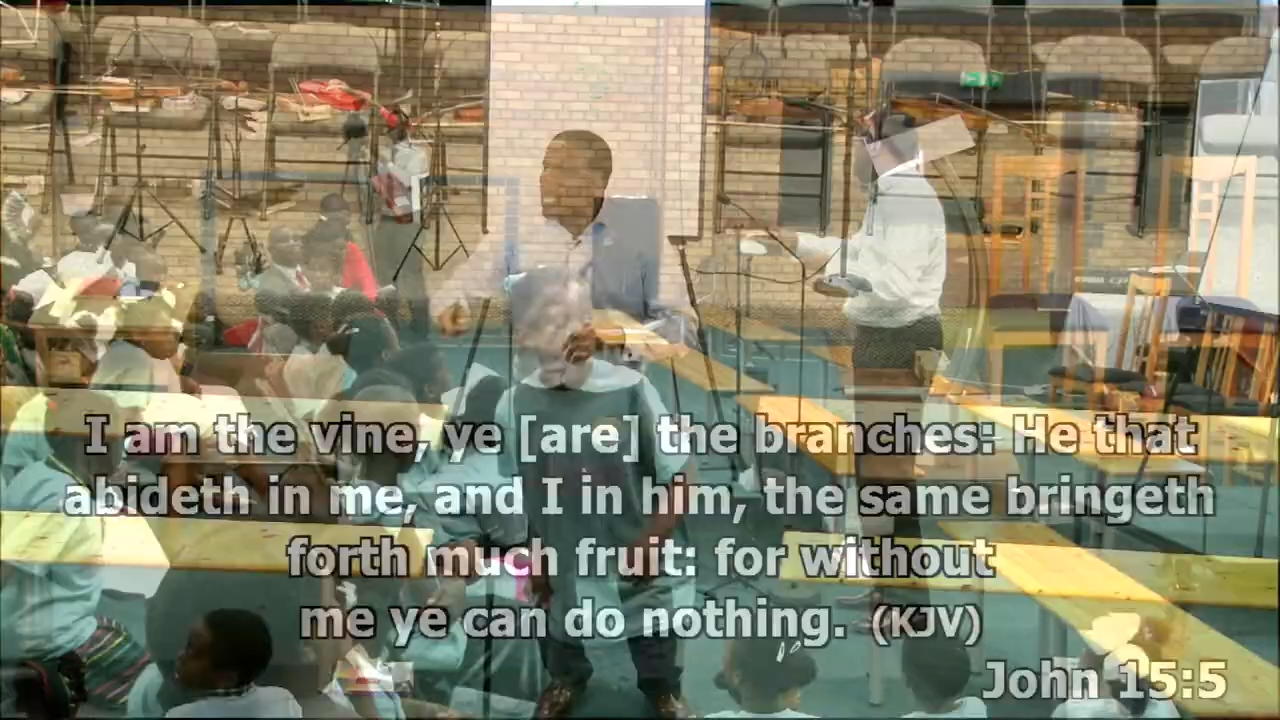 I am the vine, ye [are] the branches: He that
abideth in me, and I in him, the same bringeth
forth much fruit: for without
me ye can do nothing. (KJV)
John 15:5